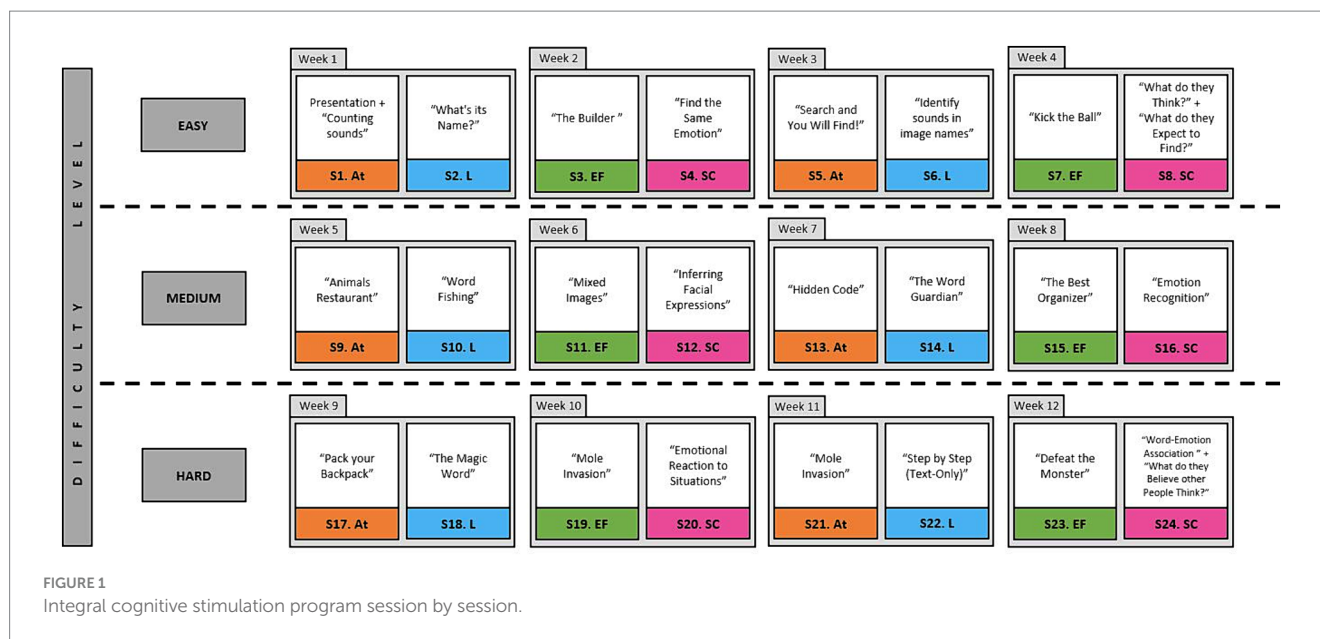 DIFFICULTY LEVEL
EASY
Week 1
Presentation +
“Counting
sounds”
S1. At
“What's its
Name?”
S2. L
Week 2
“The Builder ”
S3. EF
“Find the
Same
Emotion”
S4. SC
Week 3
“Search and
You Will Find!”
S5. At
“Identify
sounds in
image names”
S6. L
Week 4
“Kick the Ball”
S7. EF
“What do they
Think?” +
“What do they
Expect to
Find?”
S8. SC
MEDIUM
Week 5
“Animals
Restaurant”
S9. At
“Word
Fishing”
S10. L
Week 6
“Mixed
Images”
S11. EF
“Inferring
Facial
Expressions”
S12. SC
Week 7
“Hidden Code”
S13. At
“The Word
Guardian”
S14. L
Week 8
“The Best
Organizer”
S15. EF
“Emotion
Recognition”
S16. SC
HARD
Week 9
“Pack your
Backpack”
S17. At
“The Magic
Word”
S18. L
Week 10
“Mole
Invasion”
S19. EF
“Emotional
Reaction to
Situations”
S20. SC
Week 11
“Mole
Invasion”
S21. At
“Step by Step
(Text-Only)”
S22. L
Week 12
“Defeat the
Monster”
S23. EF
“Word-Emotion
Association ” +
“What do they
Believe other
People Think?”
S24. SC
FIGURE 1
Integral cognitive stimulation program session by session.